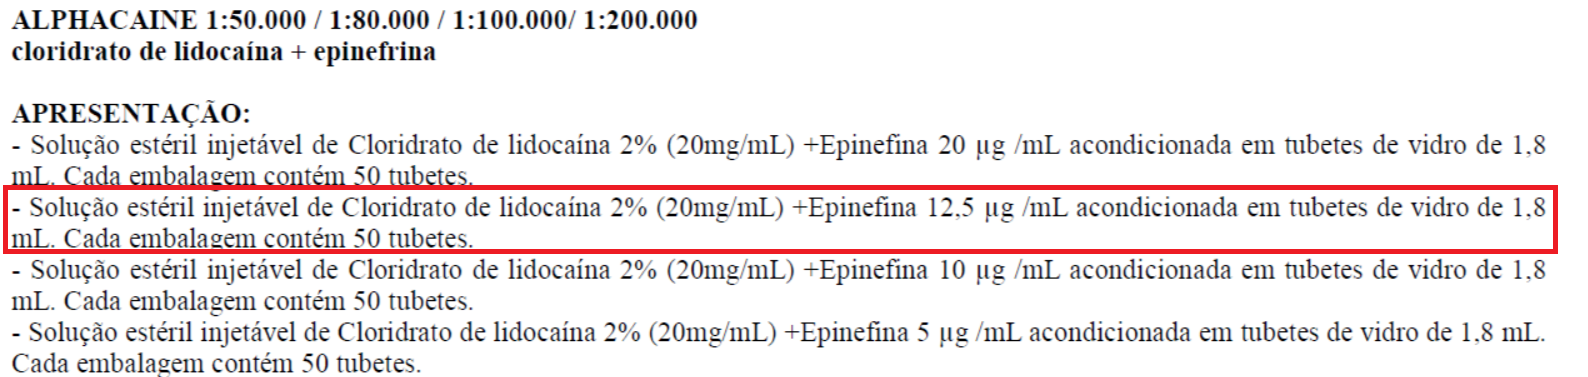 ALPHACAINE 1:50.000 / 1:80.000 / 1:100.000/ 1:200.000
cloridrato de lidocaína + epinefrina
APRESENTAÇÃO:
- Solução estéril injetável de Cloridrato de lidocaína 2% (20mg/mL) +Epinefina 20 µg /mL acondicionada em tubetes de vidro de 1,8
mL. Cada embalagem contém 50 tubetes.
- Solução estéril injetável de Cloridrato de lidocaína 2% (20mg/mL) +Epinefina 12,5 µg /mL acondicionada em tubetes de vidro de 1,8
mL. Cada embalagem contém 50 tubetes.
- Solução estéril injetável de Cloridrato de lidocaína 2% (20mg/mL) +Epinefina 10 µg /mL acondicionada em tubetes de vidro de 1,8
mL. Cada embalagem contém 50 tubetes.
- Solução estéril injetável de Cloridrato de lidocaína 2% (20mg/mL) +Epinefina 5 µg /mL acondicionada em tubetes de vidro de 1,8 mL.
Cada embalagem contém 50 tubetes.